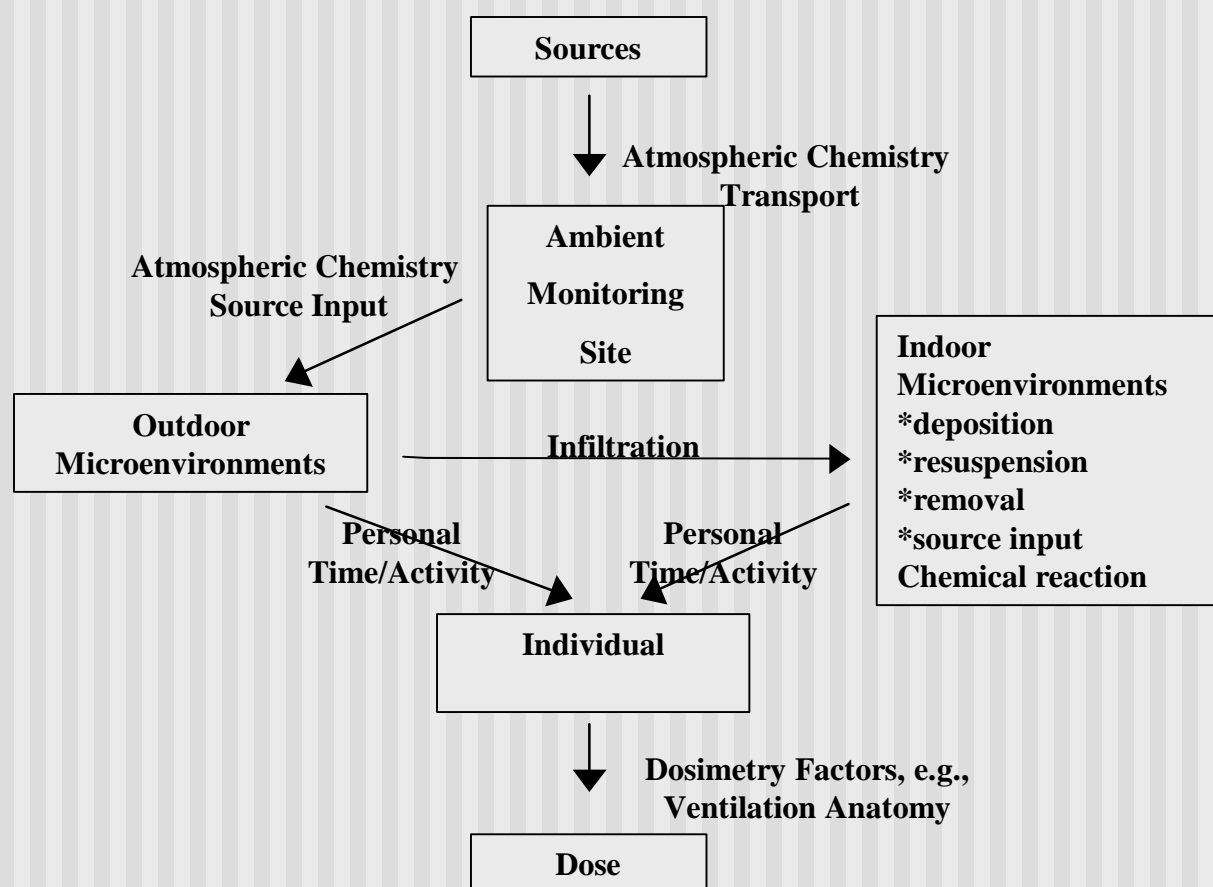 Sources
Atmospheric Chemistry
Transport
Ambient
Monitoring
Site
Atmospheric Chemistry
Source Input
Outdoor
Microenvironments
Infiltration
Indoor
Microenvironments
*deposition
*resuspension
*removal
*source input
Chemical reaction
Personal
Time/Activity
Personal
Time/Activity
Individual
Dosimetry Factors, e.g.,
Ventilation Anatomy
Dose